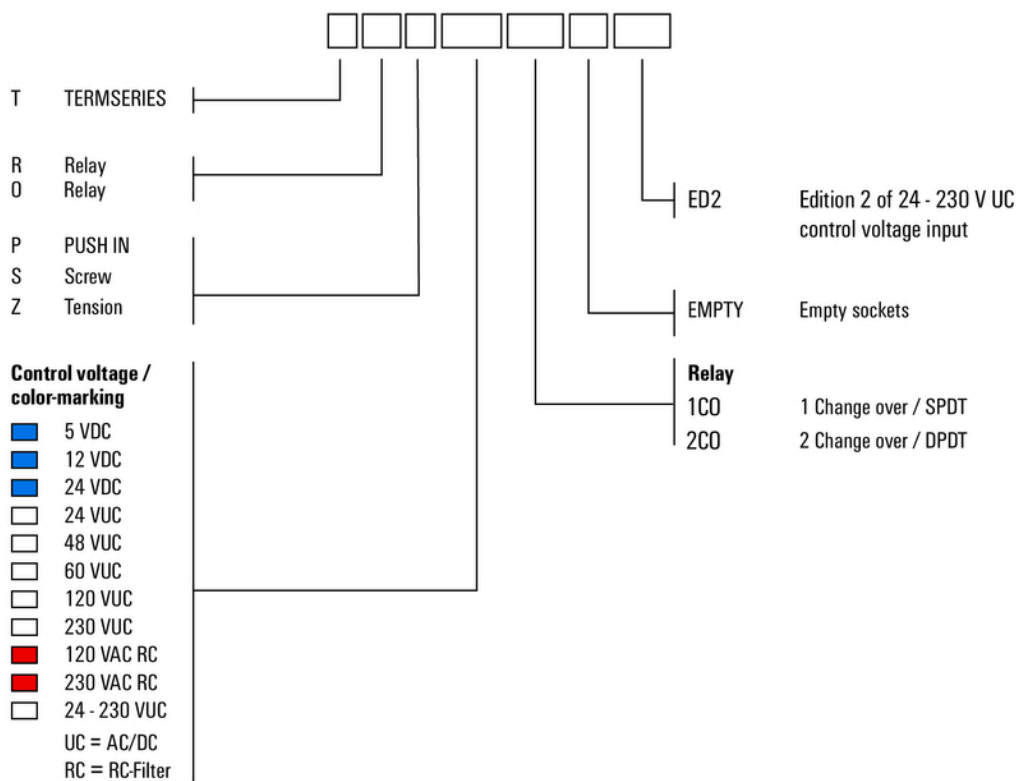 T TERMSERIES
R Relay
O Relay
P PUSH IN
S Screw
Z Tension
Control voltage /
color-marking
5 VDC
12 VDC
24 VDC
24 VUC
48 VUC
60 VUC
120 VUC
230 VUC
120 VAC RC
230 VAC RC
24 - 230 VUC
UC = AC/DC
RC = RC-Filter
ED2 Edition 2 of 24 - 230 V UC
control voltage input
EMPTY Empty sockets
Relay
1CO 1 Change over / SPDT
2CO 2 Change over / DPDT